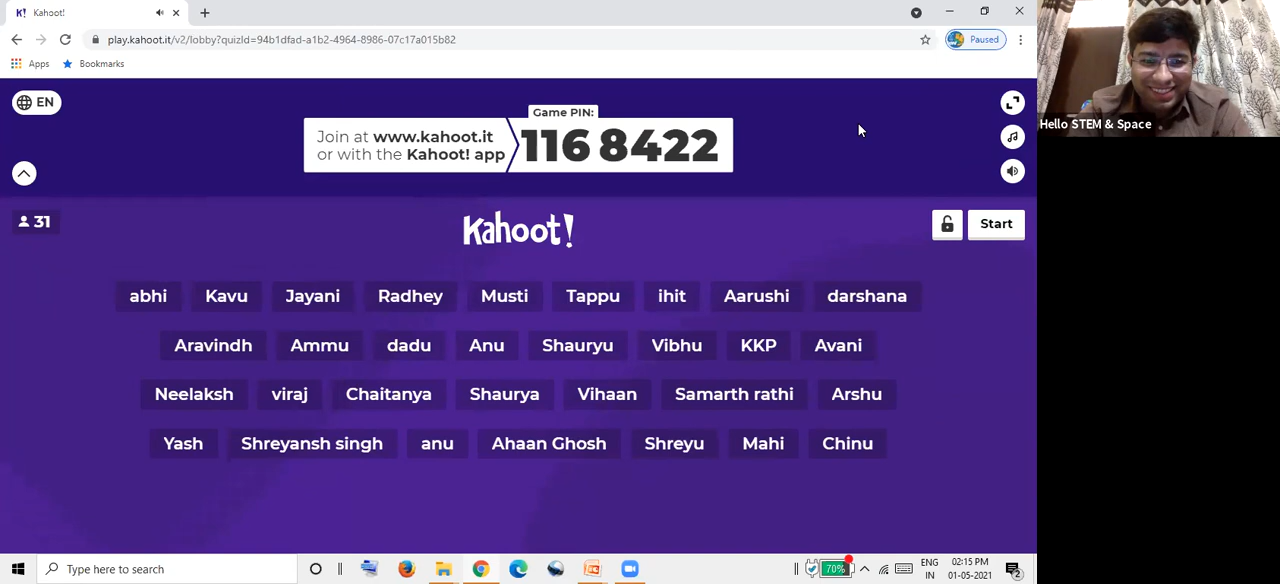 Kahoot!
play.kahoot.it/v2/lobby?quizId=94b1dfad-a1b2-4964-8986-07c17a015b82
Paused
Apps Bookmarks
EN
Game PIN:
Join at www.kahoot.it
or with the Kahoot! app
116 8422
Hello STEM & Space
31
Kahoot!
Start
abhi Kavu Jayani Radhey Musti Tappu ihit Aarushi darshana
Aravindh Ammu dadu Anu Shauryu Vibhu KKP Avani
Neelaksh viraj Chaitanya Shaurya Vihaan Samarth rathi Arshu
Yash Shreyansh singh anu Ahaan Ghosh Shreyu Mahi Chinu
Type here to search
70%
ENG
IN
02:15 PM
01-05-2021
2